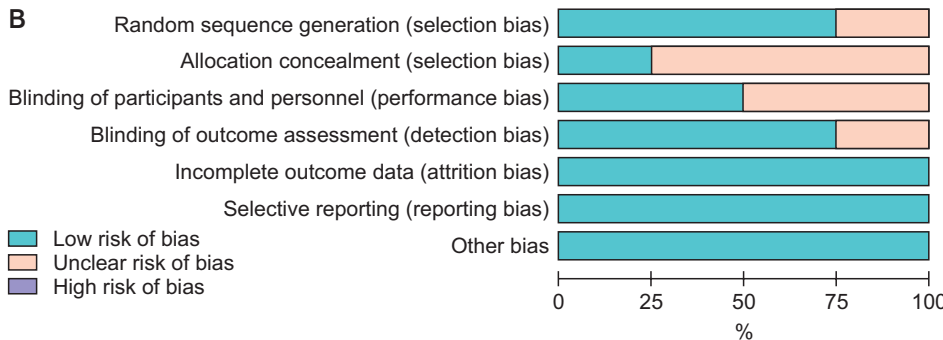 B
Random sequence generation (selection bias)
Allocation concealment (selection bias)
Blinding of participants and personnel (performance bias)
Blinding of outcome assessment (detection bias)
Incomplete outcome data (attrition bias)
Selective reporting (reporting bias)
Other bias
Low risk of bias
Unclear risk of bias
High risk of bias
0 25 50 75 100
%